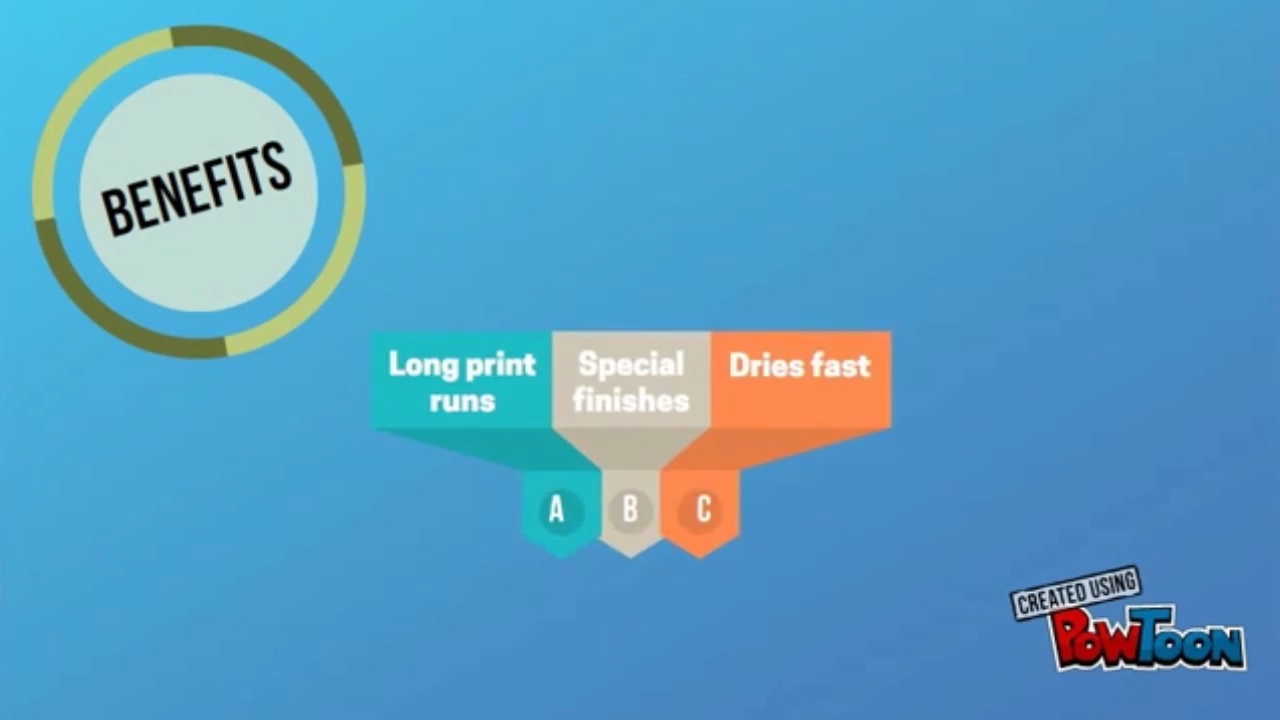 BENEFITS
Long print
runs
Special
finishes
Dries fast
A
B
C
CREATED USING
POWTOON